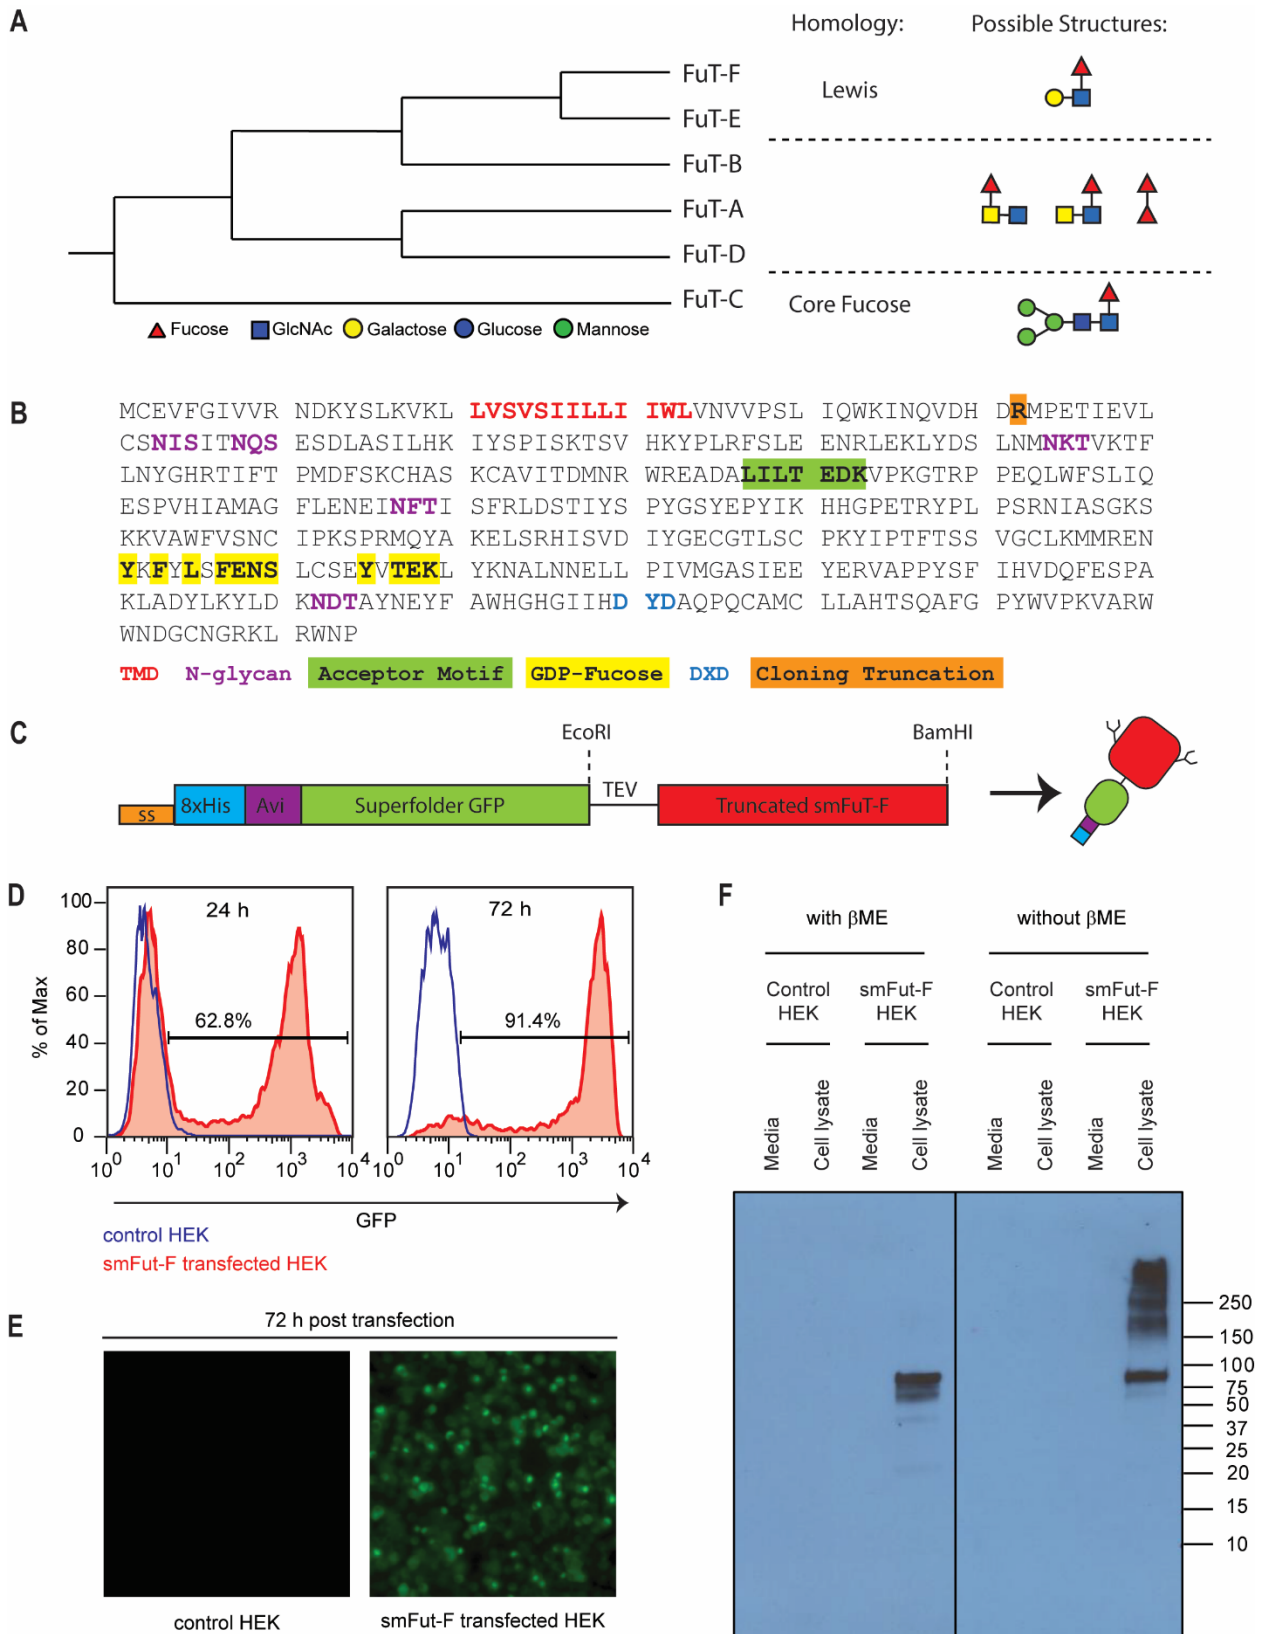 A
Homology: Possible Structures:
FuT-F
Lewis
FuT-E
FuT-B
FuT-A
FuT-D
FuT-C
Core Fucose
Fucose GlcNAc Galactose Glucose Mannose
B
MCEVFGIVVR NDKYSLKVKL LVSVSIILLI IWLVNVVPSL IQWKINQVDH DRMPETIEVL
CSNISITNQS ESDLASILHK IYSPISKTSV HKYPLRFSLE ENRLEKLYDS LNMNKTVKTF
LNYGHRTIFT PMDFSKCHAS KCAVITDMNR WREADALILT EDKVPKGTRP PEQLWFSLIQ
ESPVHIAMAG FLENEINFTI SFRLDSTIYS PYGSYEPYIK HHGPETRYPL PSRNIASGKS
KKVAWFVSNC IPKSPRMQYA KELSRHISVD IYGECGTLSC PKYIPTSTPS VGCLKMMREN
YKFYLSFENS LCSEYVTEKL YKNALNNELL PIVMGASIEE YERVAPPYSF IHVDQFESPA
KLADYLKYLD KNDTAYNEYF AWHGHGIIHD YDAQPQCAMC LLAHTSQAFG PYWVPKVARW
WNDGCNGRKL RWNP
TMD N-glycan Acceptor Motif GDP-Fucose DXD Cloning Truncation
C
EcoRI BamHI
ss 8xHis Avi Superfolder GFP TEV Truncated smFuT-F
D
% of Max
100
80
60
40
20
0
24 h
62.8%
10⁰ 10¹ 10² 10³ 10⁴
72 h
91.4%
10⁰ 10¹ 10² 10³ 10⁴
GFP
control HEK
smFut-F transfected HEK
E
72 h post transfection
control HEK smFut-F transfected HEK
F
with βME without βME
Control HEK smFut-F HEK Control HEK smFut-F HEK
Media Cell lysate Media Cell lysate Media Cell lysate Media Cell lysate
250
150
100
75
50
37
25
20
15
10